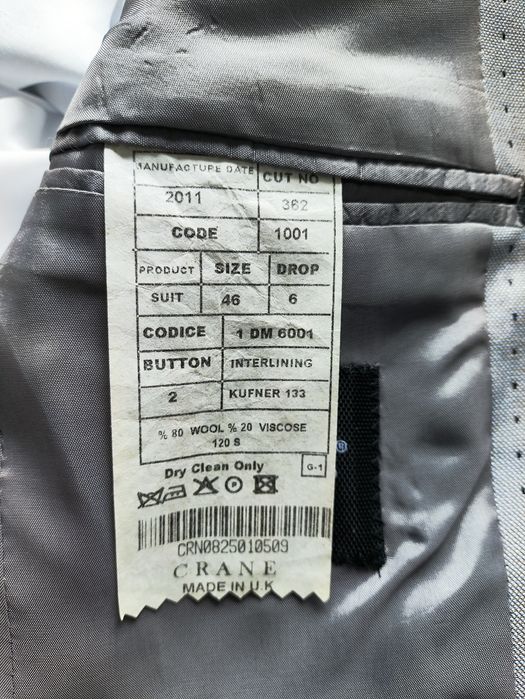 MANUFACTURE DATE CUT NO
2011 362
CODE 1001
PRODUCT SIZE DROP
SUIT 46 6
CODICE 1 DM 6001
BUTTON INTERLINING
2 KUFNER 133
% 80 WOOL % 20 VISCOSE
120 S
Dry Clean Only G-1
CRN0825010509
CRANE
MADE IN U.K
®